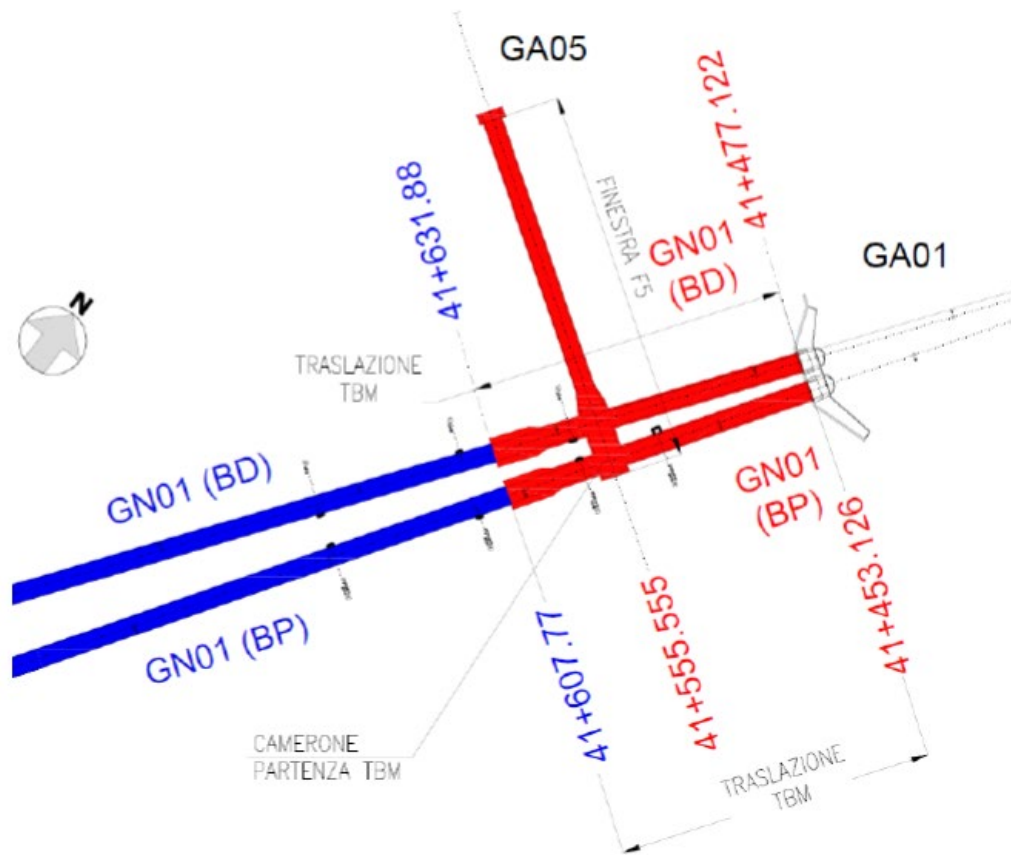 GA05
41+477.122
41+631.88
FINESTRA F5
GN01
(BD)
GA01
N
TRASLAZIONE
TBM
GN01 (BD)
GN01
(BP)
GN01 (BP)
41+607.77
41+555.555
41+453.126
CAMERONE
PARTENZA TBM
TRASLAZIONE
TBM